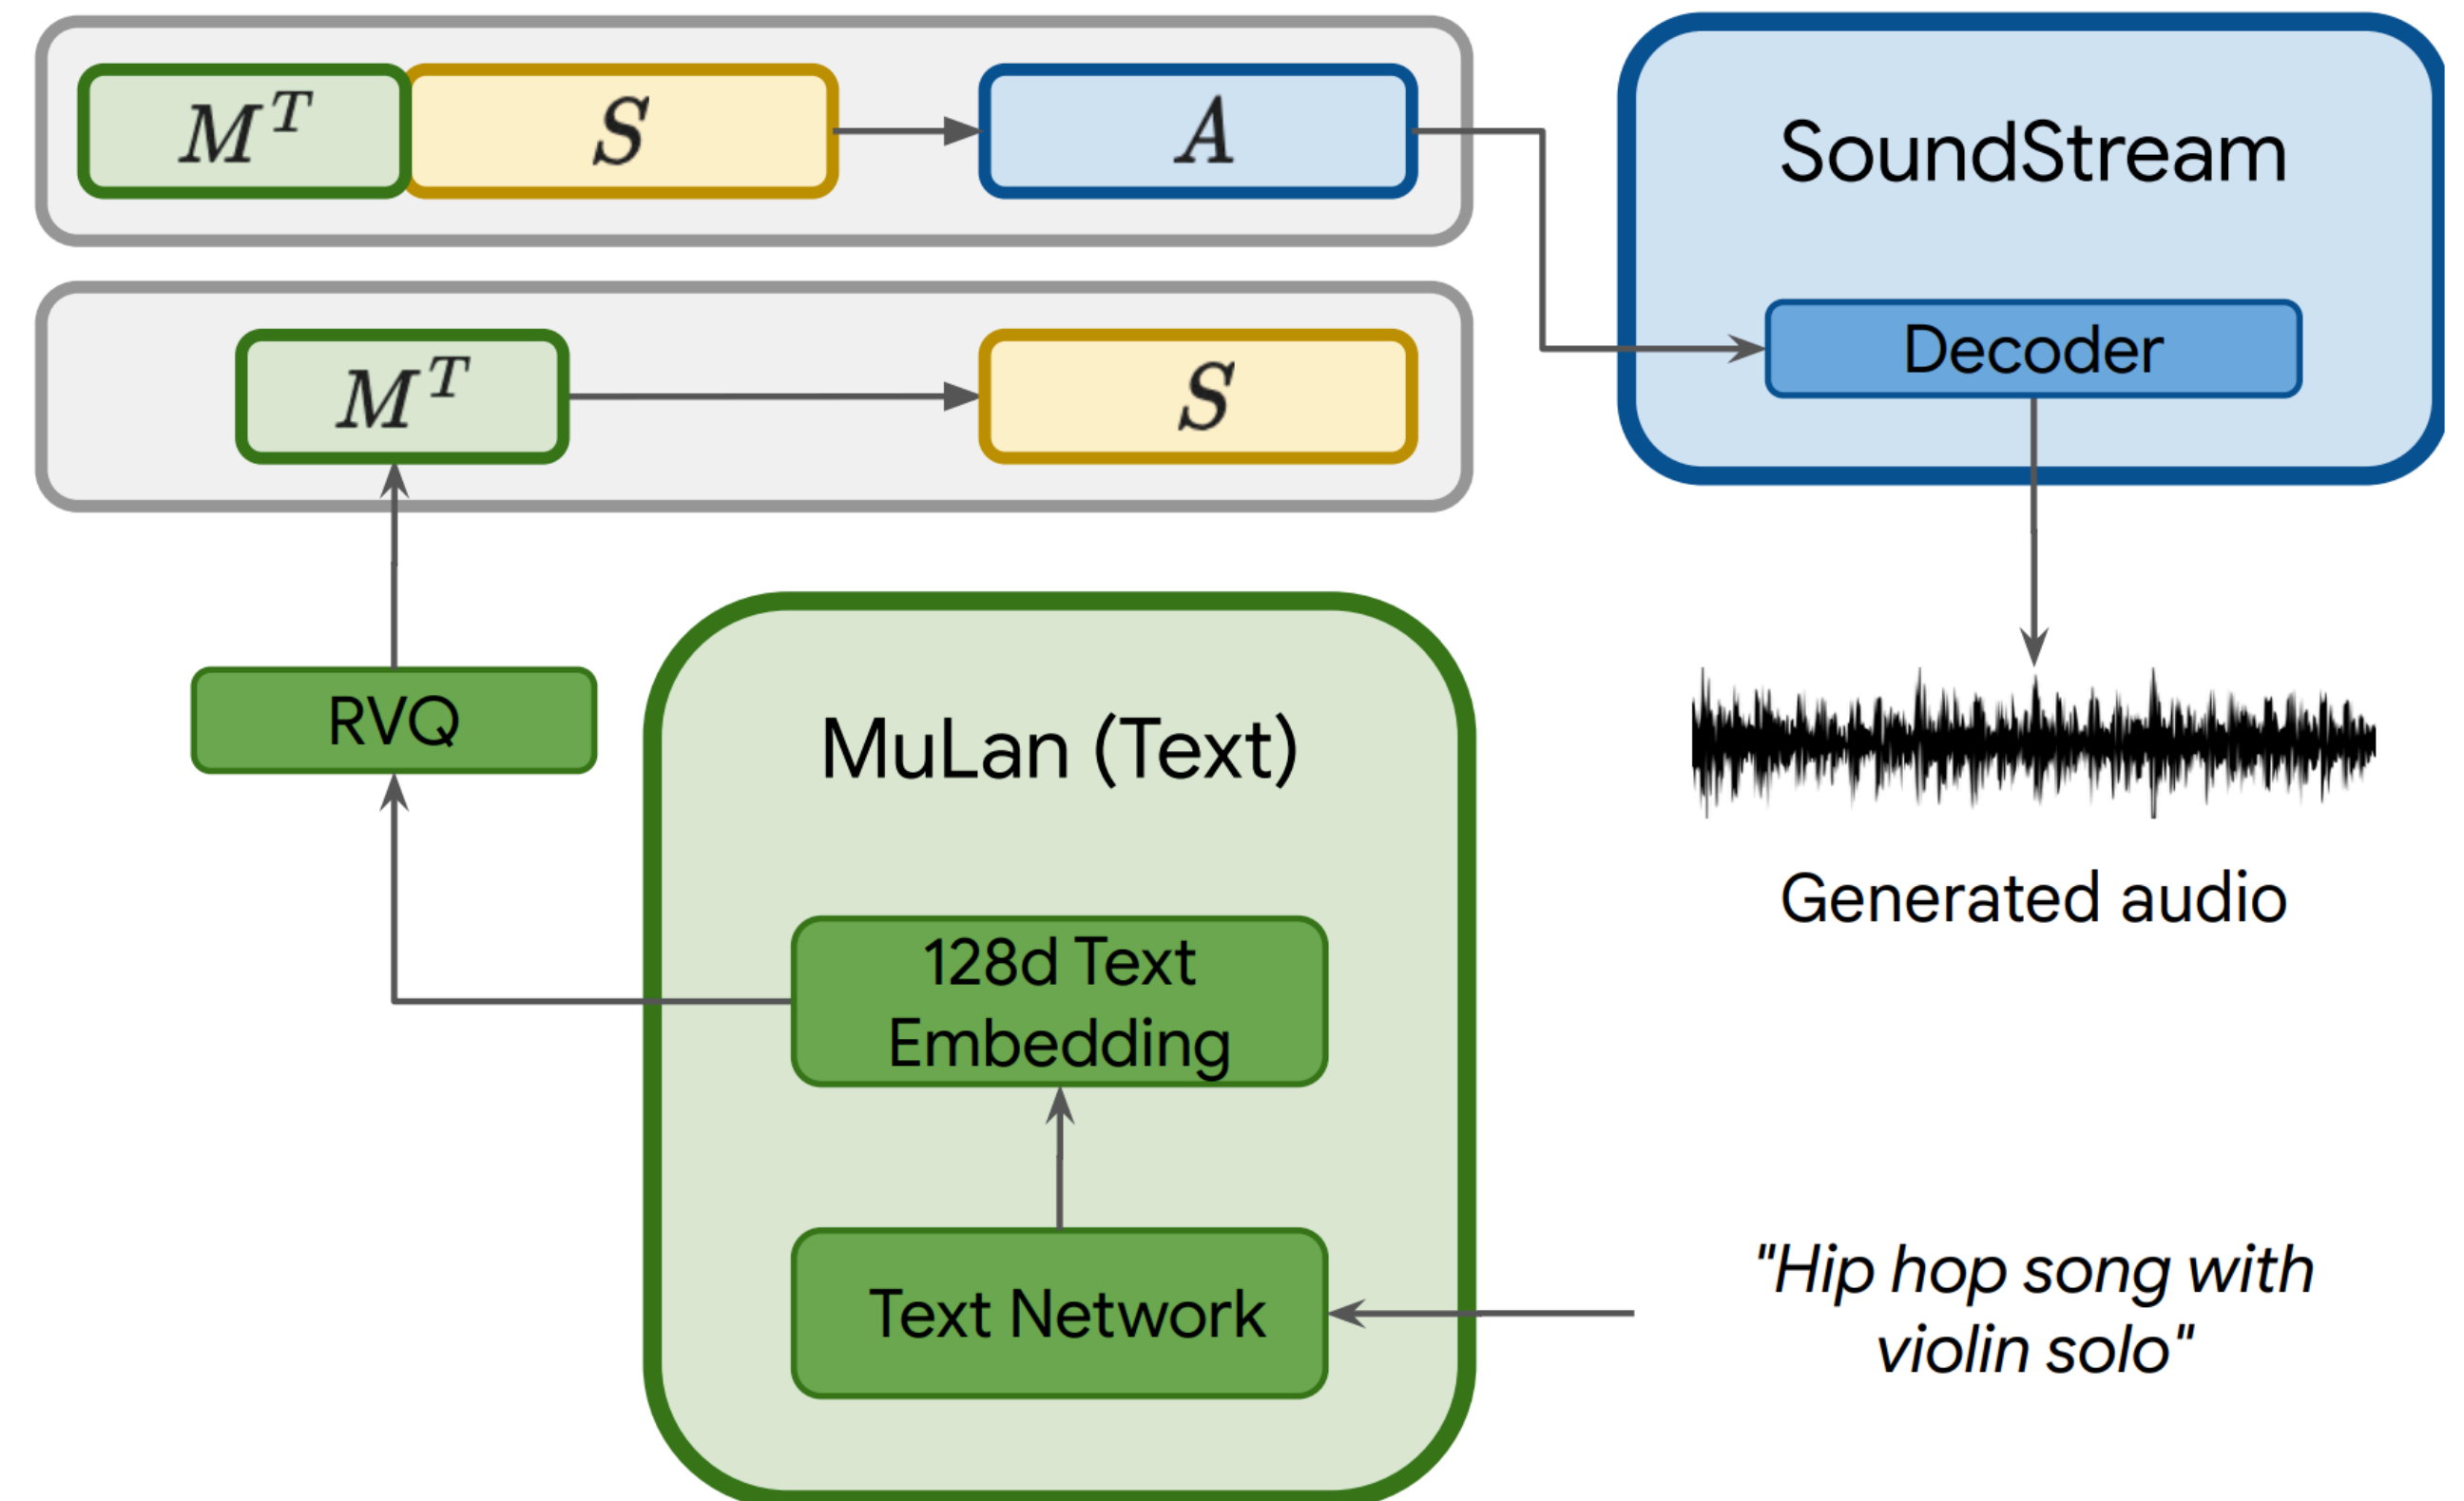 M^T S A
SoundStream
Decoder
M^T S
RVQ
MuLan (Text)
128d Text
Embedding
Text Network
Generated audio
"Hip hop song with
violin solo"